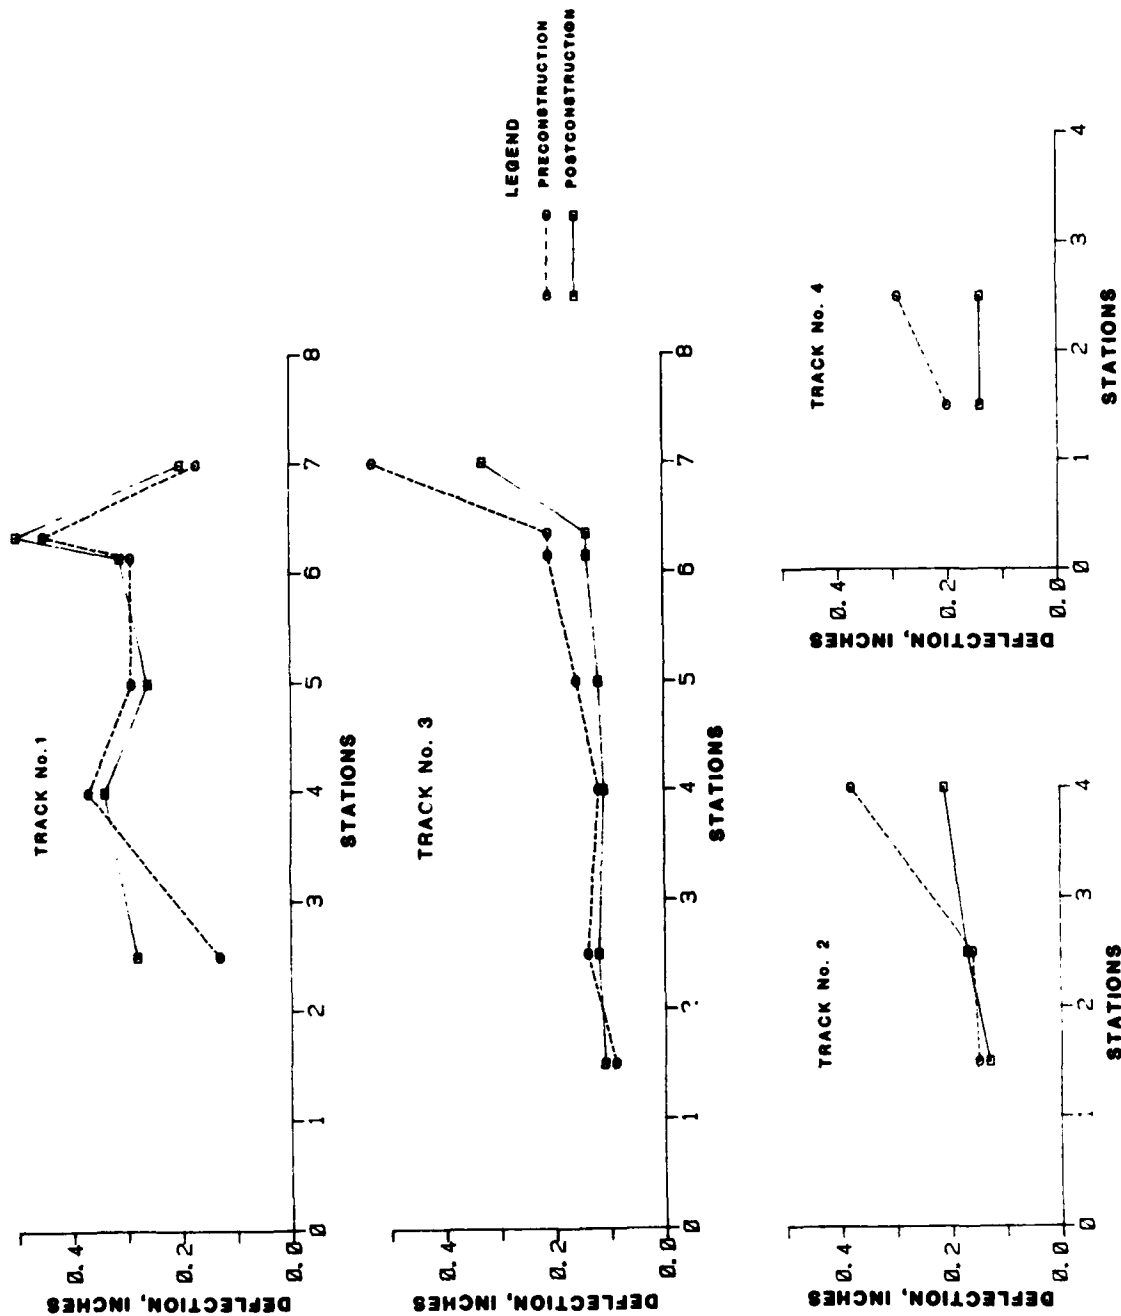 TRACK No. 1
DEFLECTION, INCHES
0.4
0.2
0.0
0 1 2 3 4 5 6 7 8
STATIONS
TRACK No. 3
DEFLECTION, INCHES
0.4
0.2
0.0
0 1 2 3 4 5 6 7 8
STATIONS
LEGEND
PRECONSTRUCTION
POSTCONSTRUCTION
TRACK No. 2
DEFLECTION, INCHES
0.4
0.2
0.0
0 1 2 3 4
STATIONS
TRACK No. 4
DEFLECTION, INCHES
0.4
0.2
0.0
0 1 2 3 4
STATIONS